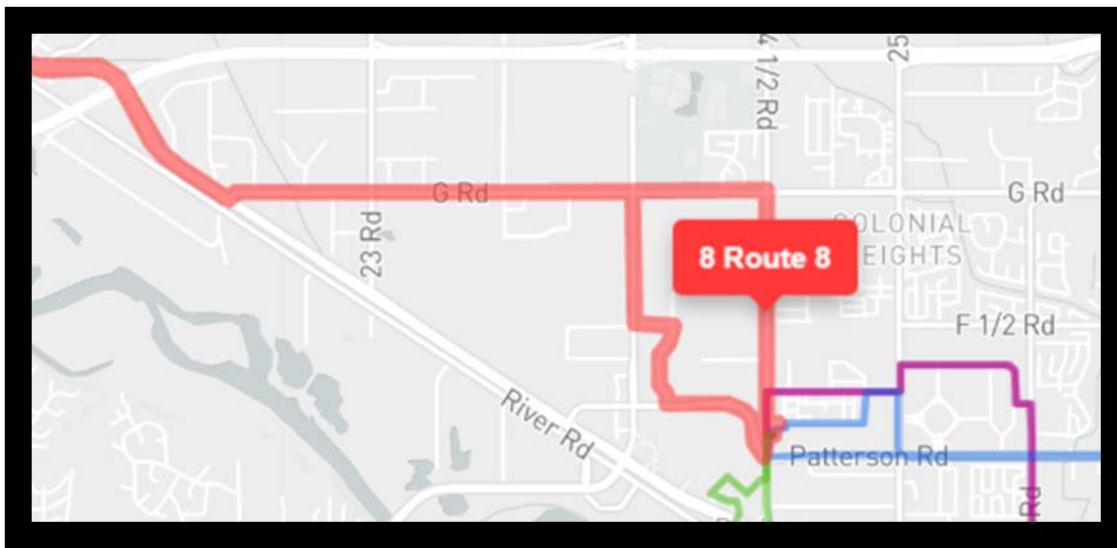 4 1/2 Rd
25
G Rd
G Rd
23 Rd
COLONIAL
EIGHTS
8 Route 8
F 1/2 Rd
River Rd
Patterson Rd
Rd